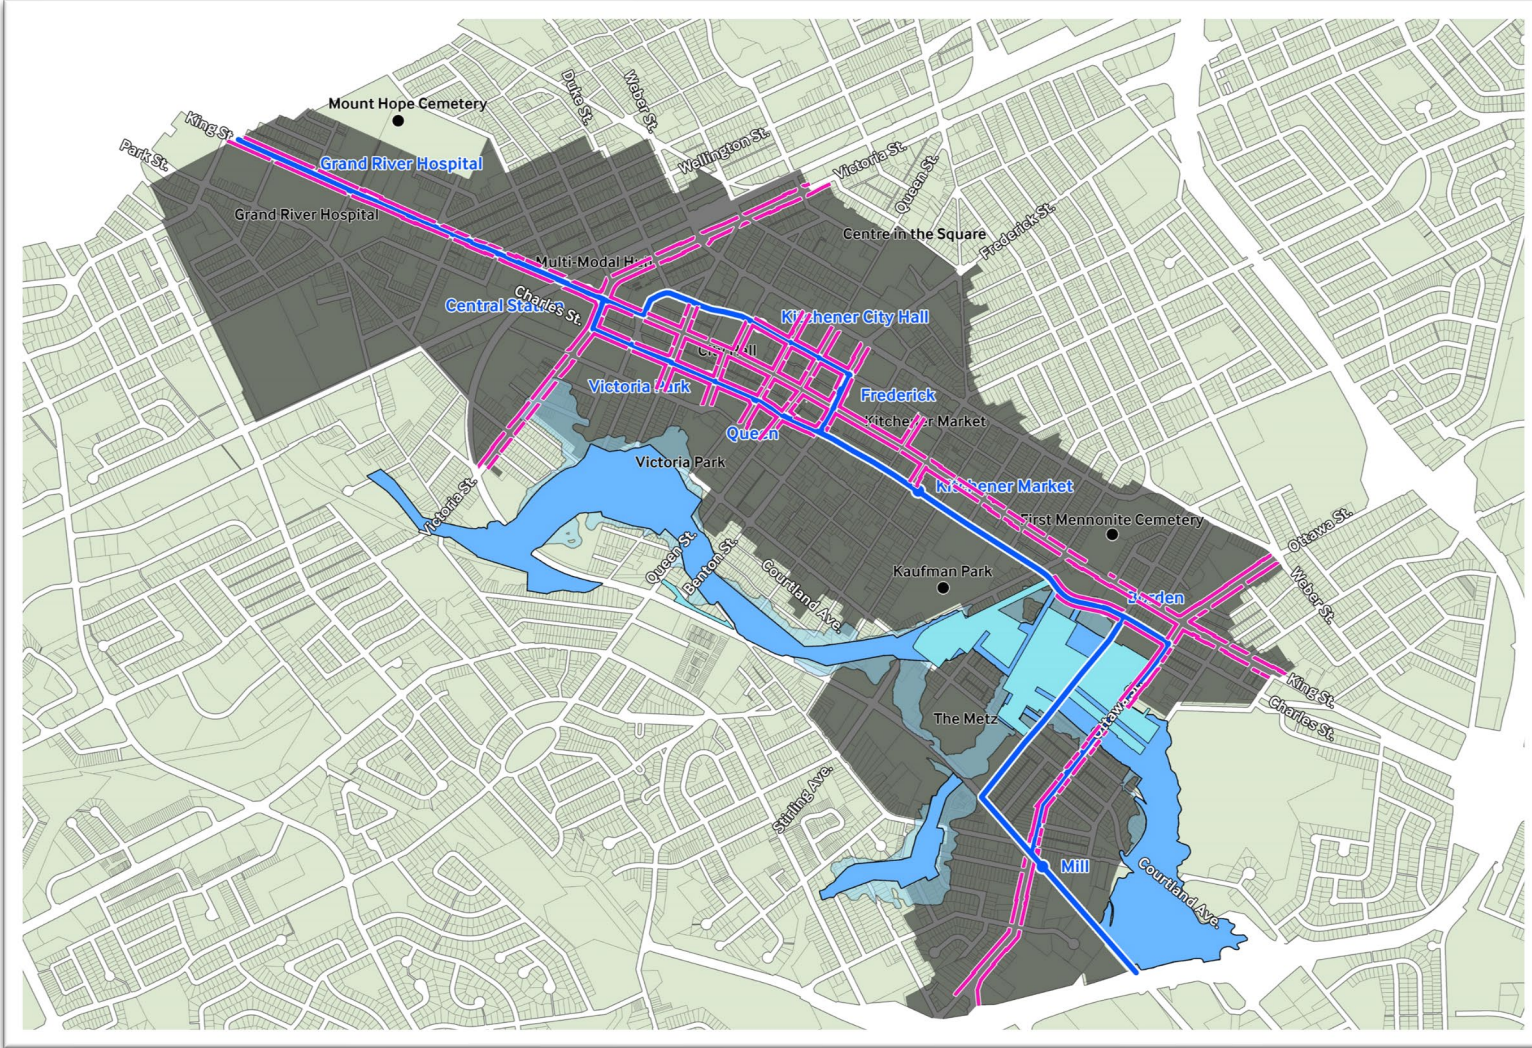 Mount Hope Cemetery
Duke St.
Weber St.
King St.
Park St.
Grand River Hospital
Wellington St.
Victoria St.
Queen St.
Grand River Hospital
Centre in the Square
Frederick St.
Multi-Modal Hub
Central Station
Charles St.
Kitchener City Hall
City Hall
Victoria Park
Frederick
Kitchener Market
Queen
Victoria Park
Kitchener Market
Victoria St.
First Mennonite Cemetery
Ottawa St.
Queen St.
Benton St.
Courtland Ave.
Kaufman Park
Weber St.
Borden
King St.
Charles St.
The Metz
Ottawa
Stirling Ave.
Mill
Courtland Ave.